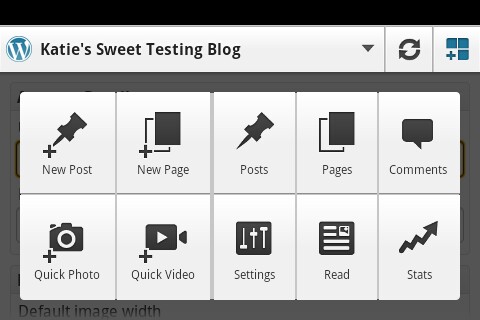 Katie's Sweet Testing Blog
New Post
New Page
Posts
Pages
Comments
Quick Photo
Quick Video
Settings
Read
Stats
Default image width